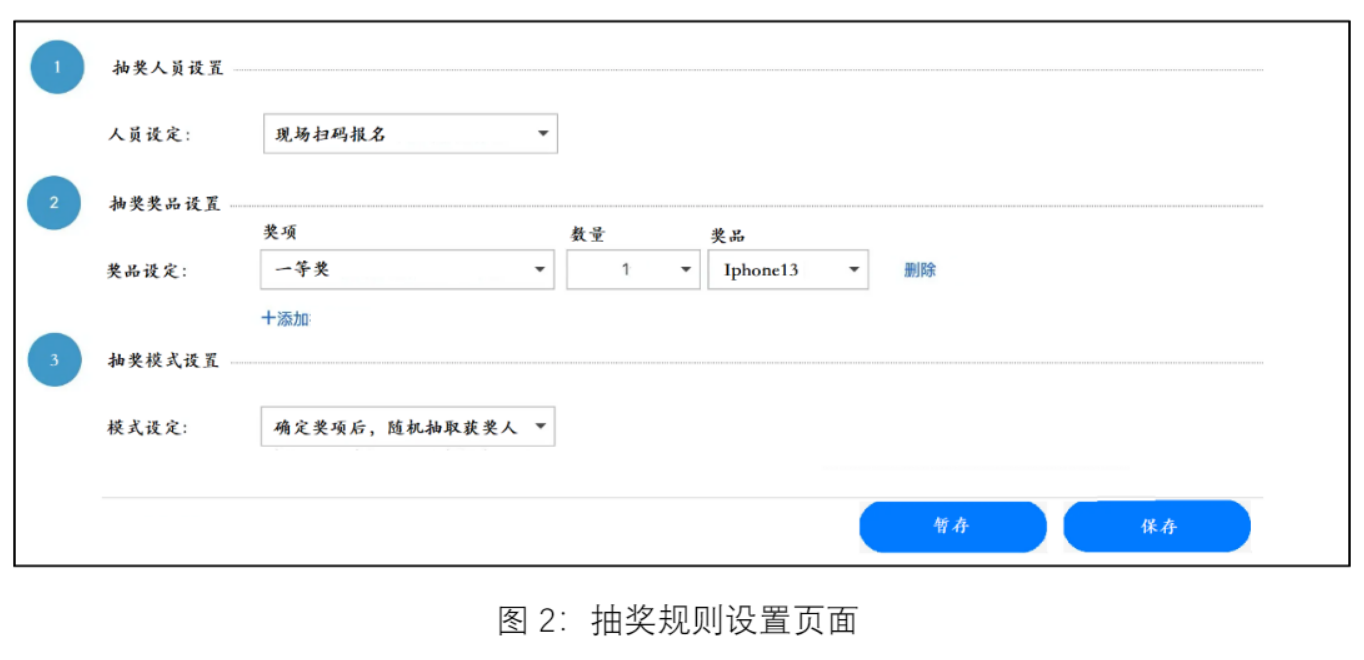 1 抽奖人员设置
人员设定: 现场扫码报名
2 抽奖奖品设置
奖项 数量 奖品
奖品设定: 一等奖 1 Iphone13 删除
+添加
3 抽奖模式设置
模式设定: 确定奖项后，随机抽取获奖人
暂存 保存
图 2：抽奖规则设置页面